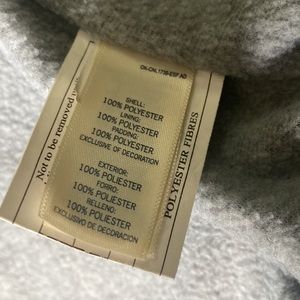 SHELL:
100% POLYESTER
LINING:
100% POLYESTER
PADDING:
100% POLYESTER
EXCLUSIVE OF DECORATION
EXTERIOR:
100% POLIESTER
FORRO:
100% POLIESTER
RELLENO:
100% POLIESTER
EXCLUSIVO DE DECORACION
Not to be removed
POLYESTER FIBRES